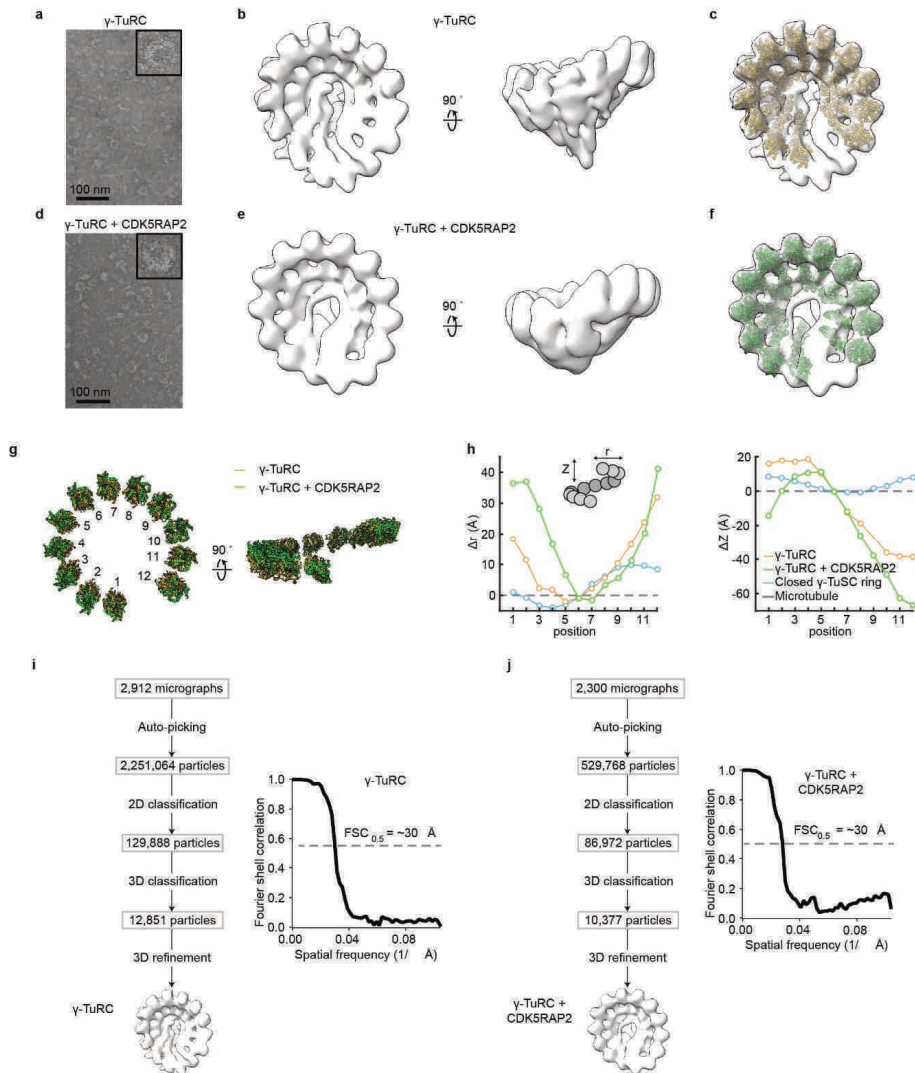 a
γ-TuRC
100 nm
b
γ-TuRC
90 °
c
d
γ-TuRC + CDK5RAP2
100 nm
e
γ-TuRC + CDK5RAP2
90 °
f
g
γ-TuRC
γ-TuRC + CDK5RAP2
1
2
3
4
5
6
7
8
9
10
11
12
90 °
h
Z
r
Δr (Å)
40
30
20
10
0
1 3 5 7 9 11
position
ΔZ (Å)
20
0
-20
-40
-60
γ-TuRC
γ-TuRC + CDK5RAP2
Closed γ-TuSC ring
Microtubule
1 3 5 7 9 11
position
i
2,912 micrographs
Auto-picking
2,251,064 particles
2D classification
129,888 particles
3D classification
12,851 particles
3D refinement
γ-TuRC
γ-TuRC
FSC0.5 = ~30 Å
Fourier shell correlation
1.0
0.8
0.6
0.4
0.2
0.0
0.00 0.04 0.08
Spatial frequency (1/ Å)
j
2,300 micrographs
Auto-picking
529,768 particles
2D classification
86,972 particles
3D classification
10,377 particles
3D refinement
γ-TuRC +
CDK5RAP2
γ-TuRC +
CDK5RAP2
FSC0.5 = ~30 Å
Fourier shell correlation
1.0
0.8
0.6
0.4
0.2
0.0
0.00 0.04 0.08
Spatial frequency (1/ Å)